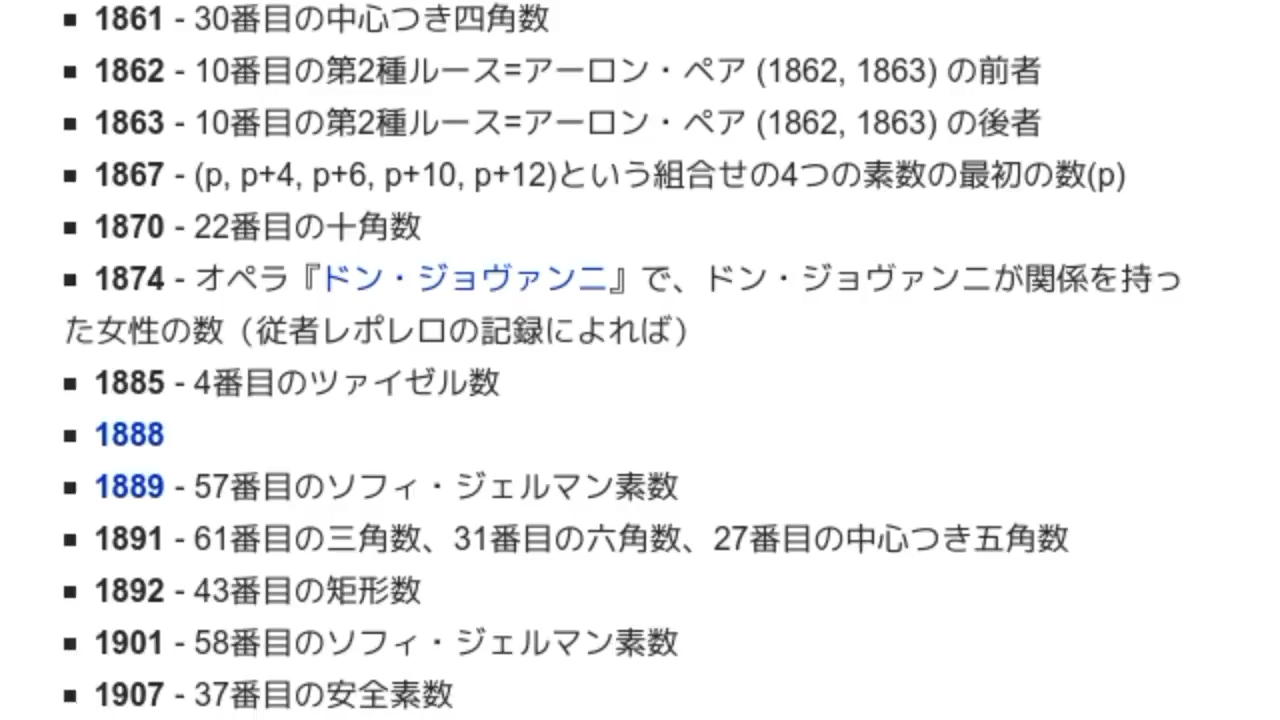 ▪ 1861 - 30番目の中心つき四角数
▪ 1862 - 10番目の第2種ルース=アーロン・ペア (1862, 1863) の前者
▪ 1863 - 10番目の第2種ルース=アーロン・ペア (1862, 1863) の後者
▪ 1867 - (p, p+4, p+6, p+10, p+12)という組合せの4つの素数の最初の数(p)
▪ 1870 - 22番目の十角数
▪ 1874 - オペラ『ドン・ジョヴァンニ』で、ドン・ジョヴァンニが関係を持っ
た女性の数（従者レポレロの記録によれば）
▪ 1885 - 4番目のツァイゼル数
▪ 1888
▪ 1889 - 57番目のソフィ・ジェルマン素数
▪ 1891 - 61番目の三角数、31番目の六角数、27番目の中心つき五角数
▪ 1892 - 43番目の矩形数
▪ 1901 - 58番目のソフィ・ジェルマン素数
▪ 1907 - 37番目の安全素数